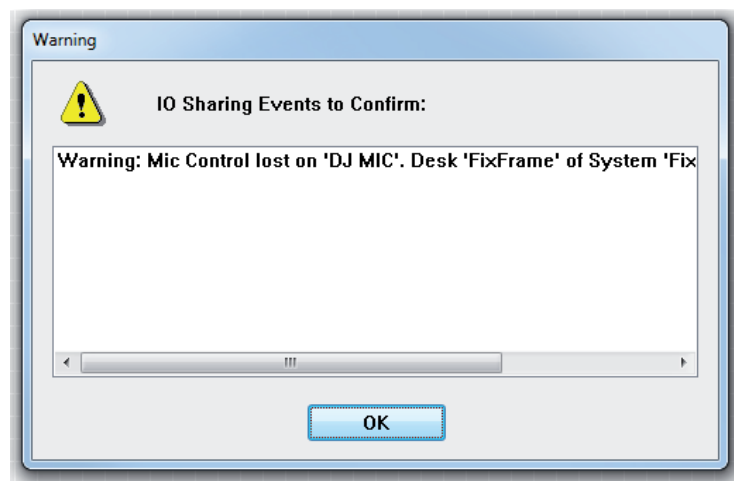 Warning
IO Sharing Events to Confirm:
Warning: Mic Control lost on 'DJ MIC'. Desk 'FixFrame' of System 'Fix
OK